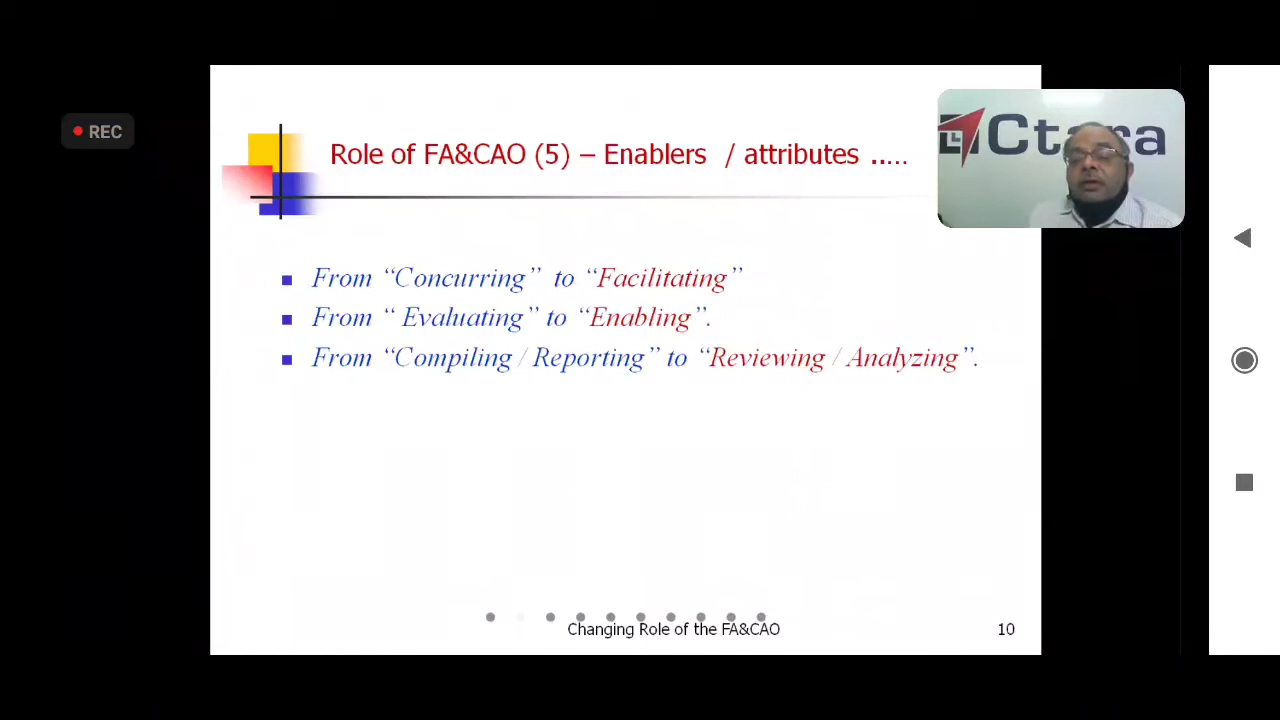 REC
Role of FA&CAO (5) – Enablers / attributes .....
Ctara
From “Concurring” to “Facilitating”
From “ Evaluating” to “Enabling”.
From “Compiling / Reporting” to “Reviewing / Analyzing”.
Changing Role of the FA&CAO
10